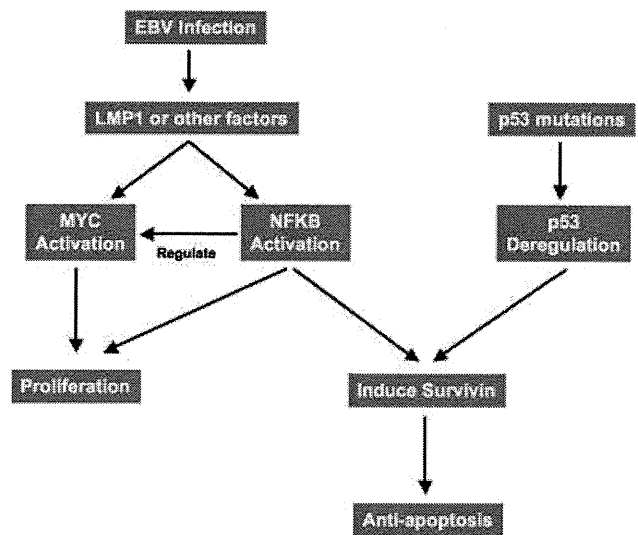 EBV Infection
LMP1 or other factors
p53 mutations
MYC
Activation
NFKB
Activation
p53
Deregulation
Regulate
Proliferation
Induce Survivin
Anti-apoptosis